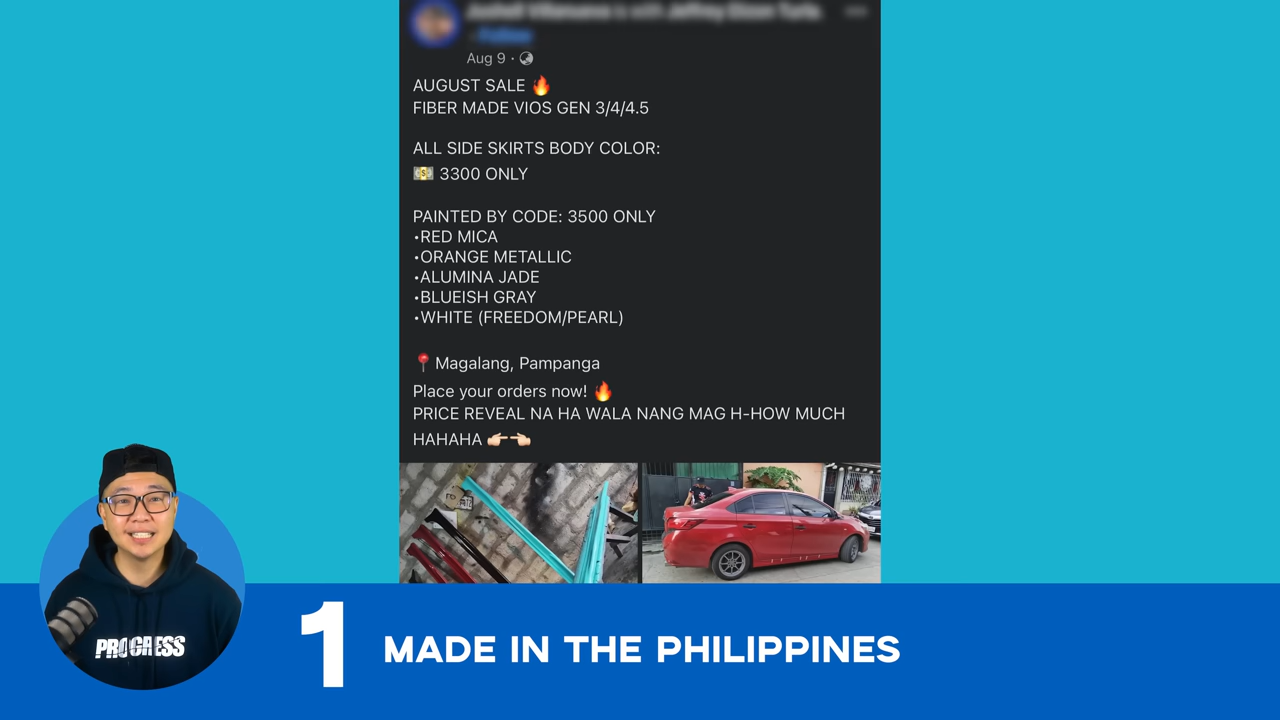 Aug 9 ·
AUGUST SALE 🔥
FIBER MADE VIOS GEN 3/4/4.5
ALL SIDE SKIRTS BODY COLOR:
💵 3300 ONLY
PAINTED BY CODE: 3500 ONLY
•RED MICA
•ORANGE METALLIC
•ALUMINA JADE
•BLUEISH GRAY
•WHITE (FREEDOM/PEARL)
📍 Magalang, Pampanga
Place your orders now! 🔥
PRICE REVEAL NA HA WALA NANG MAG H-HOW MUCH
HAHAHA 👉🏻👈🏻
PROGRESS
1 MADE IN THE PHILIPPINES